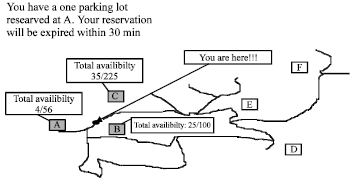 You have a one parking lot
researved at A. Your reservation
will be expired within 30 min
You are here!!!
F
Total availibilty
35/225
C
E
Total availibilty
4/56
A
B
Total availibilty: 25/100
D